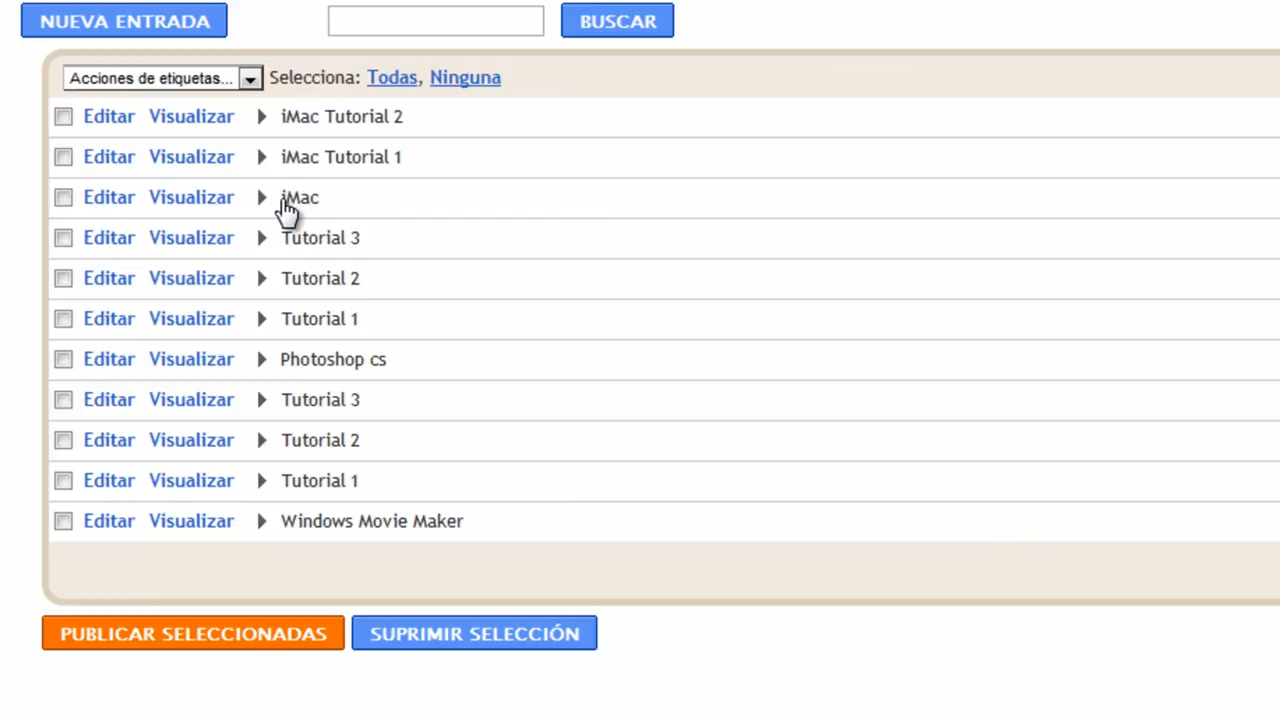 NUEVA ENTRADA BUSCAR
Acciones de etiquetas... Selecciona: Todas, Ninguna
Editar Visualizar iMac Tutorial 2
Editar Visualizar iMac Tutorial 1
Editar Visualizar iMac
Editar Visualizar Tutorial 3
Editar Visualizar Tutorial 2
Editar Visualizar Tutorial 1
Editar Visualizar Photoshop cs
Editar Visualizar Tutorial 3
Editar Visualizar Tutorial 2
Editar Visualizar Tutorial 1
Editar Visualizar Windows Movie Maker
PUBLICAR SELECCIONADAS SUPRIMIR SELECCIÓN